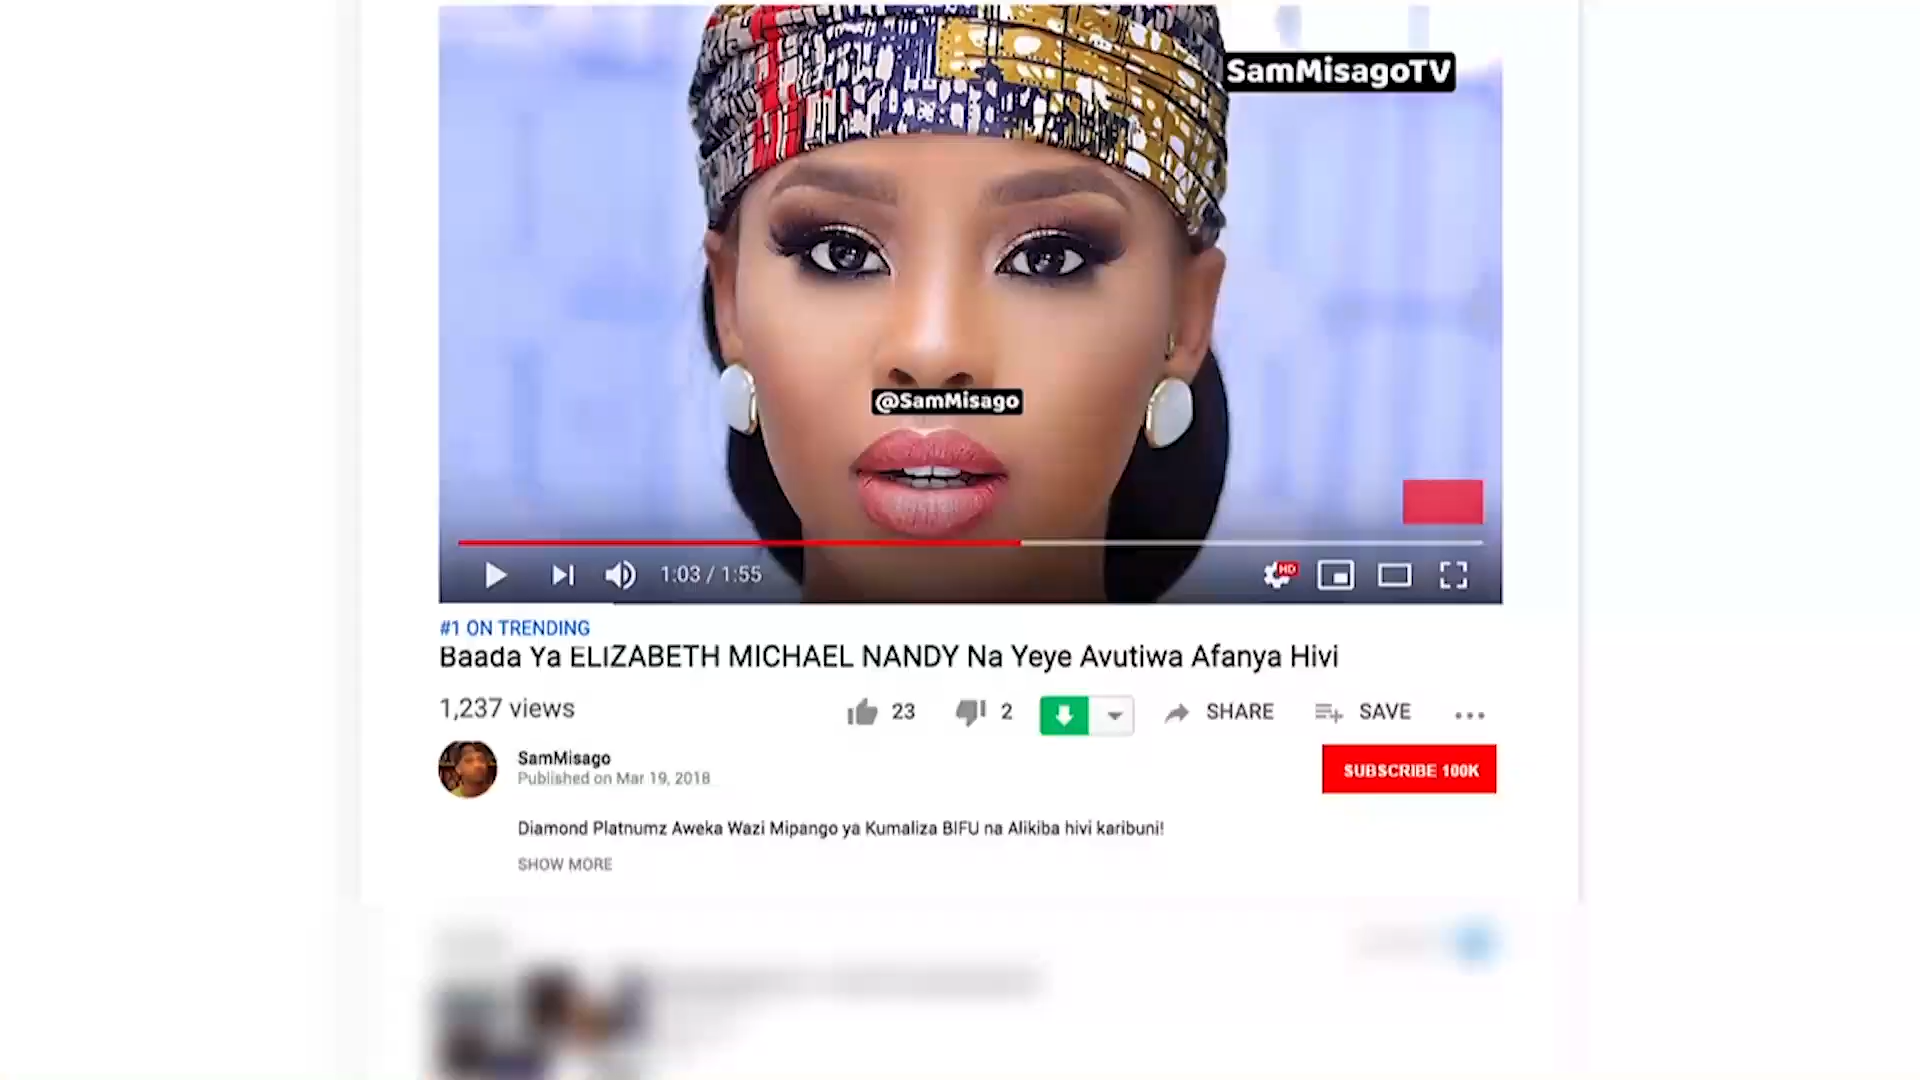 SamMisagoTV
@SamMisago
1:03 / 1:55
HD
#1 ON TRENDING
Baada Ya ELIZABETH MICHAEL NANDY Na Yeye Avutiwa Afanya Hivi
1,237 views
23
2
SHARE
SAVE
SamMisago
Published on Mar 19, 2018
SUBSCRIBE 100K
Diamond Platnumz Aweka Wazi Mipango ya Kumaliza BIFU na Alikiba hivi karibuni!
SHOW MORE